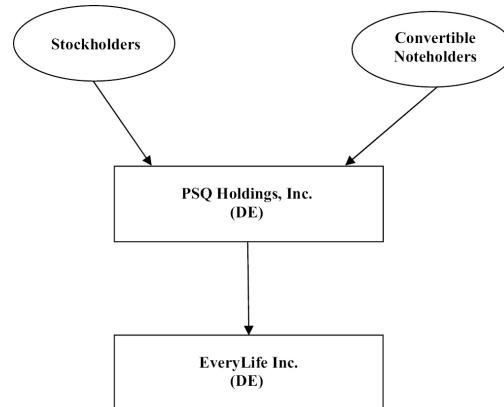 Stockholders
Convertible
Noteholders
PSQ Holdings, Inc.
(DE)
EveryLife Inc.
(DE)